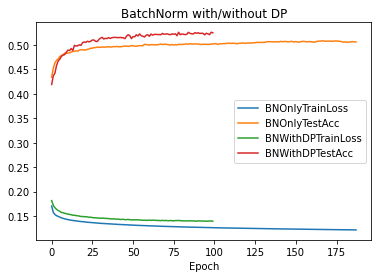 BatchNorm with/without DP
0.50
0.45
0.40
0.35
0.30
0.25
0.20
0.15
BNOnlyTrainLoss
BNOnlyTestAcc
BNWithDPTrainLoss
BNWithDPTestAcc
0 25 50 75 100 125 150 175
Epoch